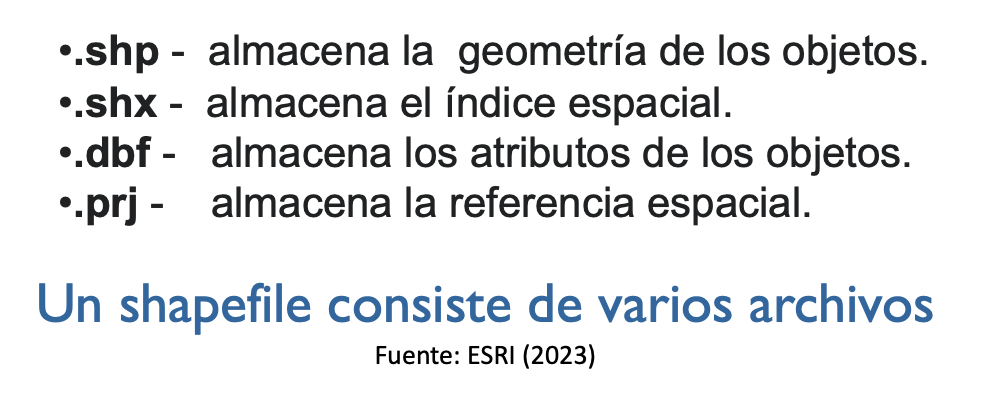 •.shp - almacena la geometría de los objetos.
•.shx - almacena el índice espacial.
•.dbf - almacena los atributos de los objetos.
•.prj - almacena la referencia espacial.
Un shapefile consiste de varios archivos
Fuente: ESRI (2023)